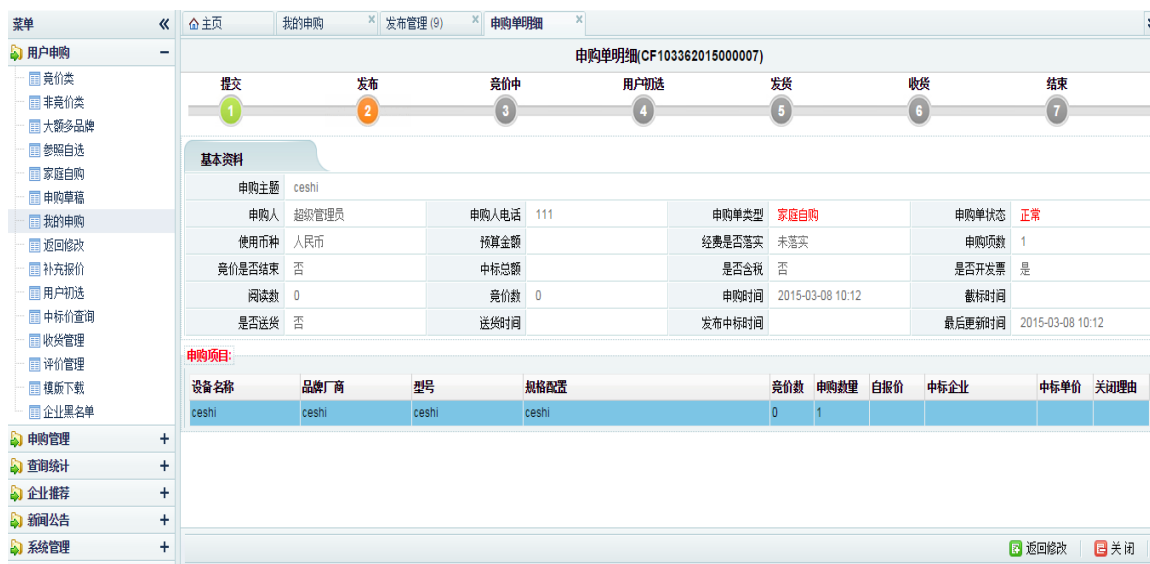 菜单
主页 我的申购 发布管理 (9) 申购单明细
用户申购
竟价类
非竟价类
大额多品牌
参照自选
家庭自购
申购草稿
我的申购
返回修改
补充报价
用户初选
中标价查询
收货管理
评价管理
模版下载
企业黑名单
申购管理
查询统计
企业推荐
新闻公告
系统管理
申购单明细(CF103362015000007)
提交 发布 竟价中 用户初选 发货 收货 结束
1 2 3 4 5 6 7
基本资料
申购主题 ceshi
申购人 超级管理员 申购人电话 111 申购单类型 家庭自购 申购单状态 正常
使用币种 人民币 预算金额 经费是否落实 未落实 申购项数 1
竟价是否结束 否 中标总额 是否含税 否 是否开发票 是
阅读数 0 竟价数 0 申购时间 2015-03-08 10:12 截标时间
是否送货 否 送货时间 发布中标时间 最后更新时间 2015-03-08 10:12
申购项目:
设备名称 品牌厂商 型号 规格配置 竟价数 申购数里 自报价 中标企业 中标单价 关闭理由
ceshi ceshi ceshi ceshi 0 1
返回修改 关闭